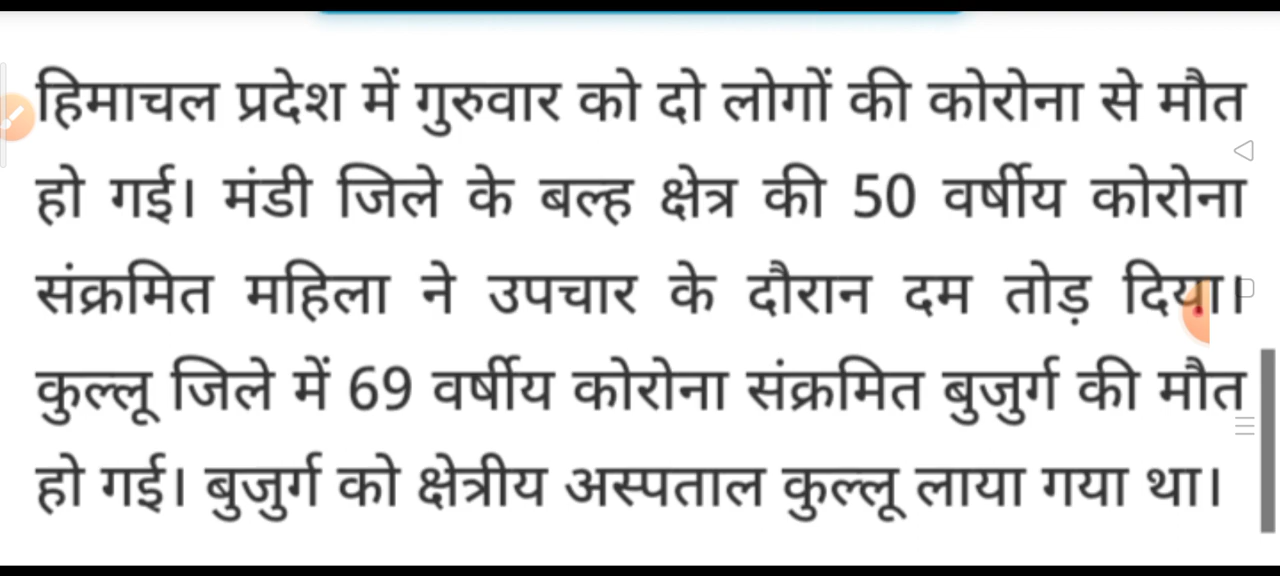 हिमाचल प्रदेश में गुरुवार को दो लोगों की कोरोना से मौत
हो गई। मंडी जिले के बल्ह क्षेत्र की 50 वर्षीय कोरोना
संक्रमित महिला ने उपचार के दौरान दम तोड़ दिया।
कुल्लू जिले में 69 वर्षीय कोरोना संक्रमित बुजुर्ग की मौत
हो गई। बुजुर्ग को क्षेत्रीय अस्पताल कुल्लू लाया गया था।